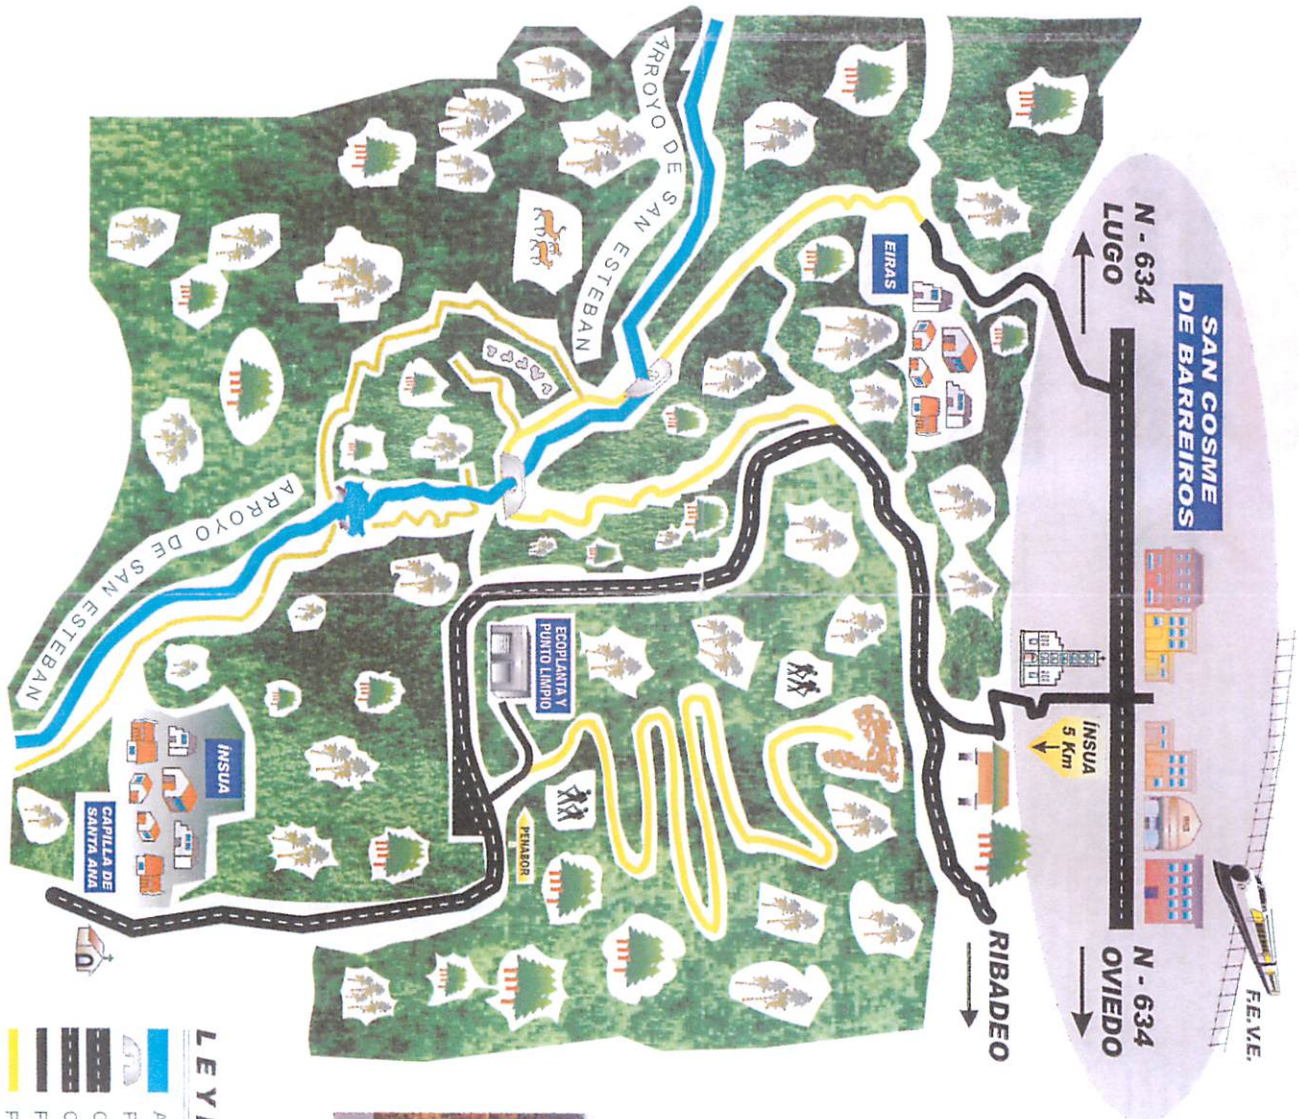 F.E.V.E.
SAN COSME
DE BARREIROS
N - 634
LUGO
N - 634
OVIEDO
ÍNSUA
5 Km
RIBADEO
EIRAS
ARROYO DE SAN ESTEBAN
ECOPLANTA Y
PUNTO LIMPIO
PENABOR
ARROYO DE SAN ESTEBAN
ÍNSUA
CAPILLA DE
SANTA ANA